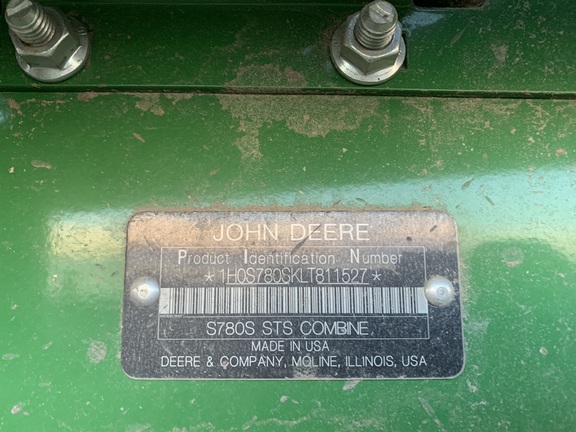 JOHN DEERE
Product Identification Number
*1H0S780SKLT811527*
S780S STS COMBINE
MADE IN USA
DEERE & COMPANY, MOLINE, ILLINOIS, USA